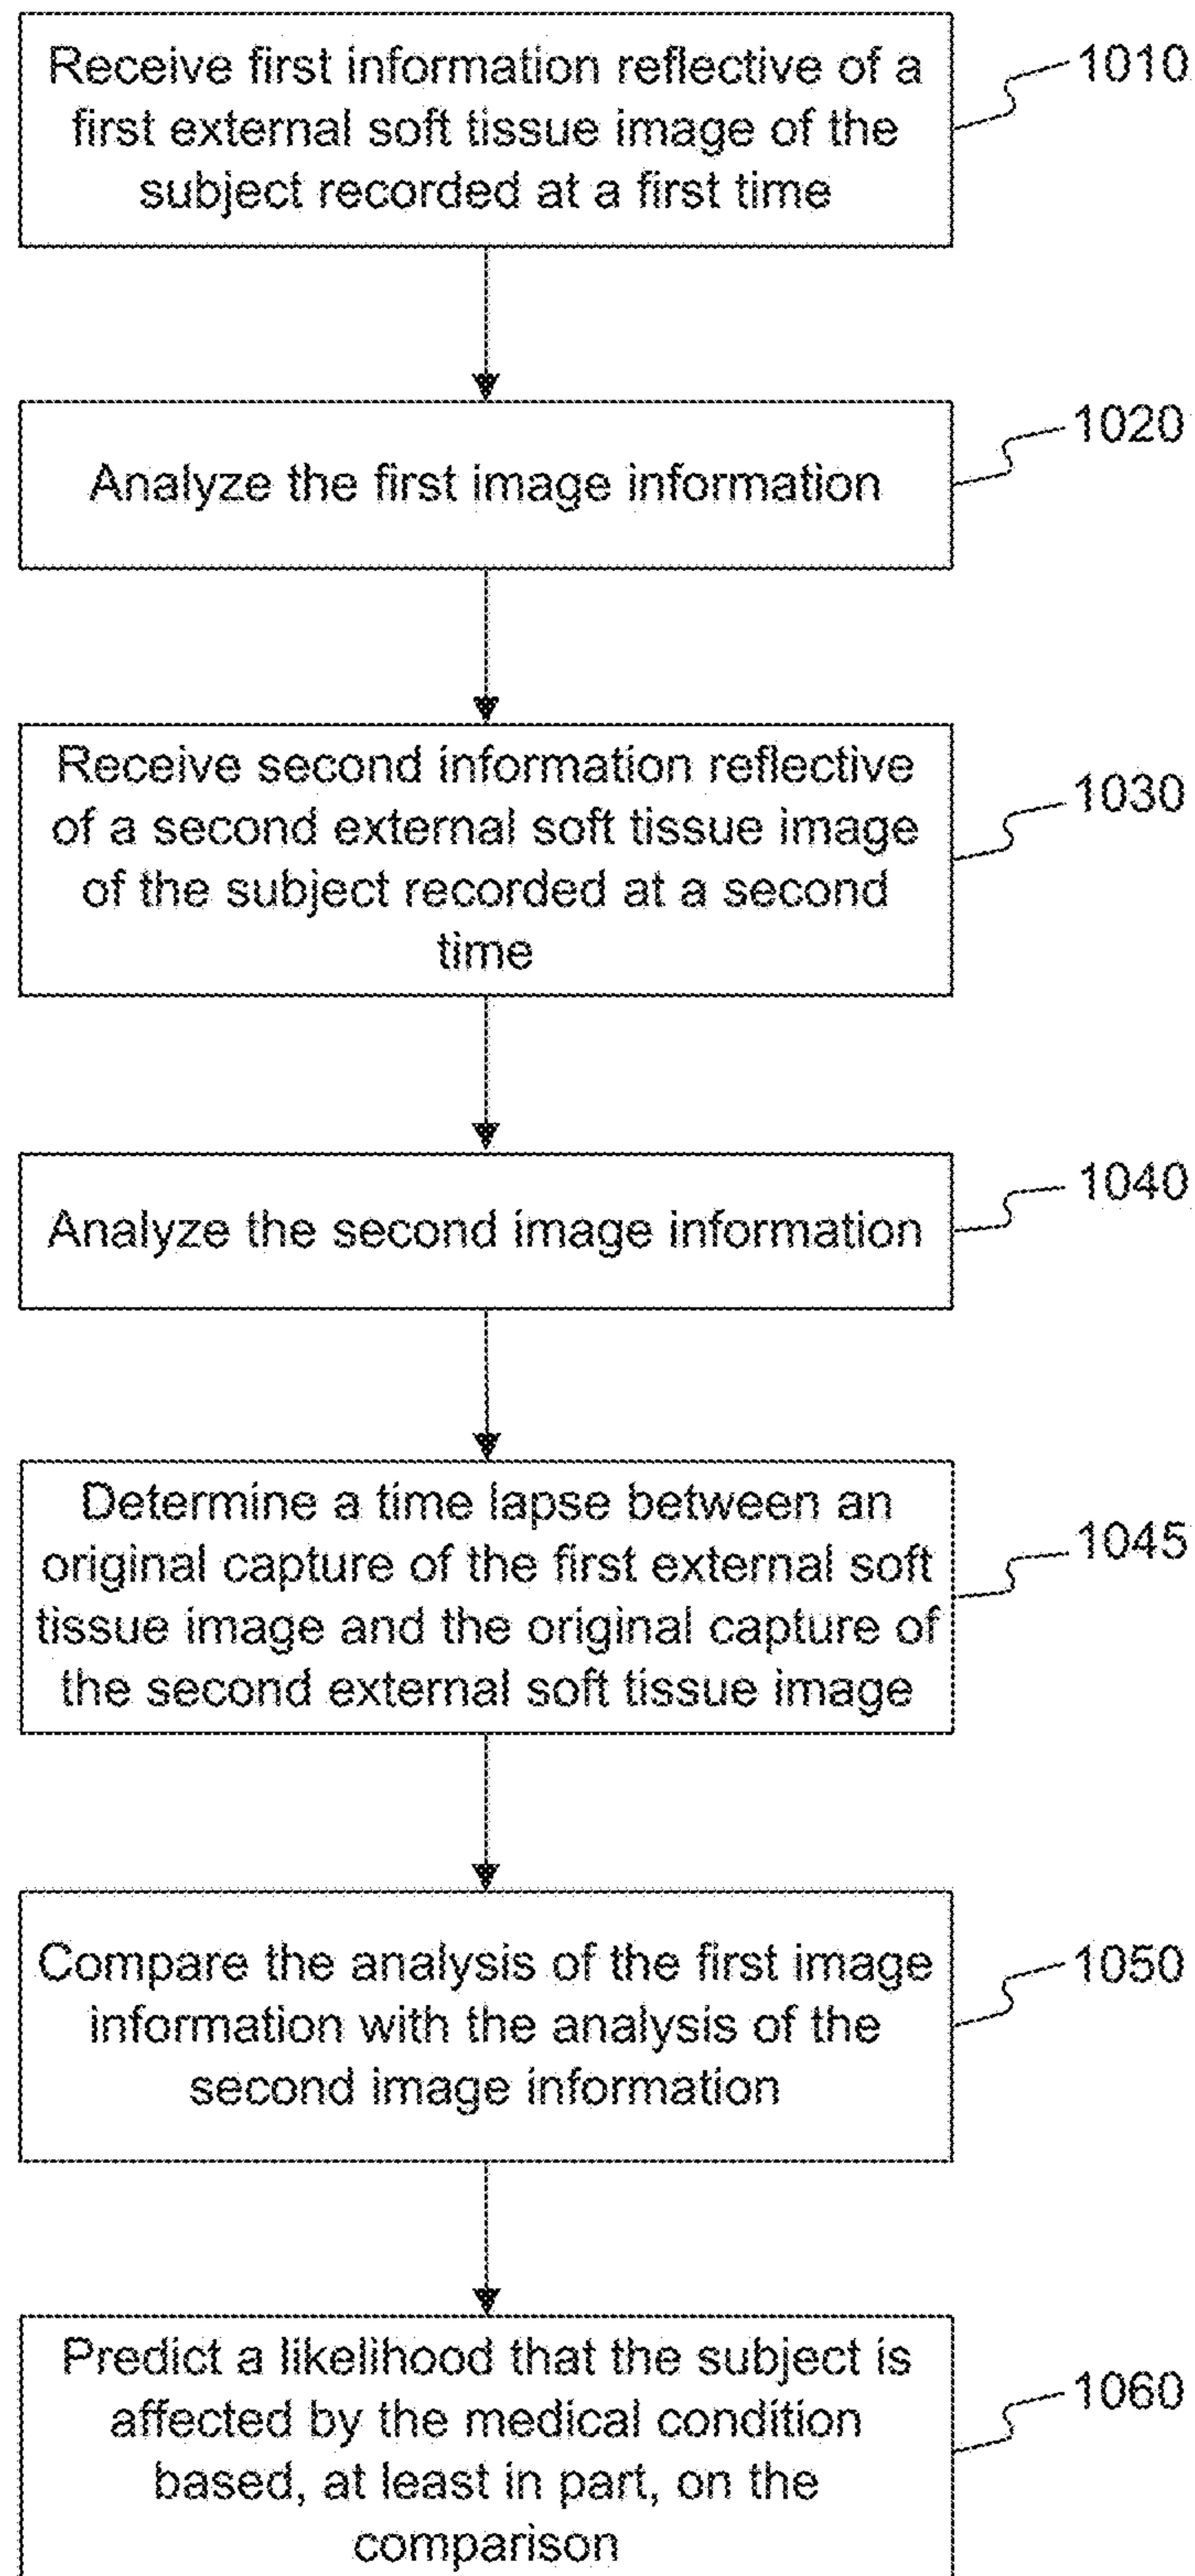 Receive first information reflective of a
first external soft tissue image of the
subject recorded at a first time
1010
Analyze the first image information
1020
Receive second information reflective
of a second external soft tissue image
of the subject recorded at a second
time
1030
Analyze the second image information
1040
Determine a time lapse between an
original capture of the first external soft
tissue image and the original capture of
the second external soft tissue image
1045
Compare the analysis of the first image
information with the analysis of the
second image information
1050
Predict a likelihood that the subject is
affected by the medical condition
based, at least in part, on the
comparison
1060